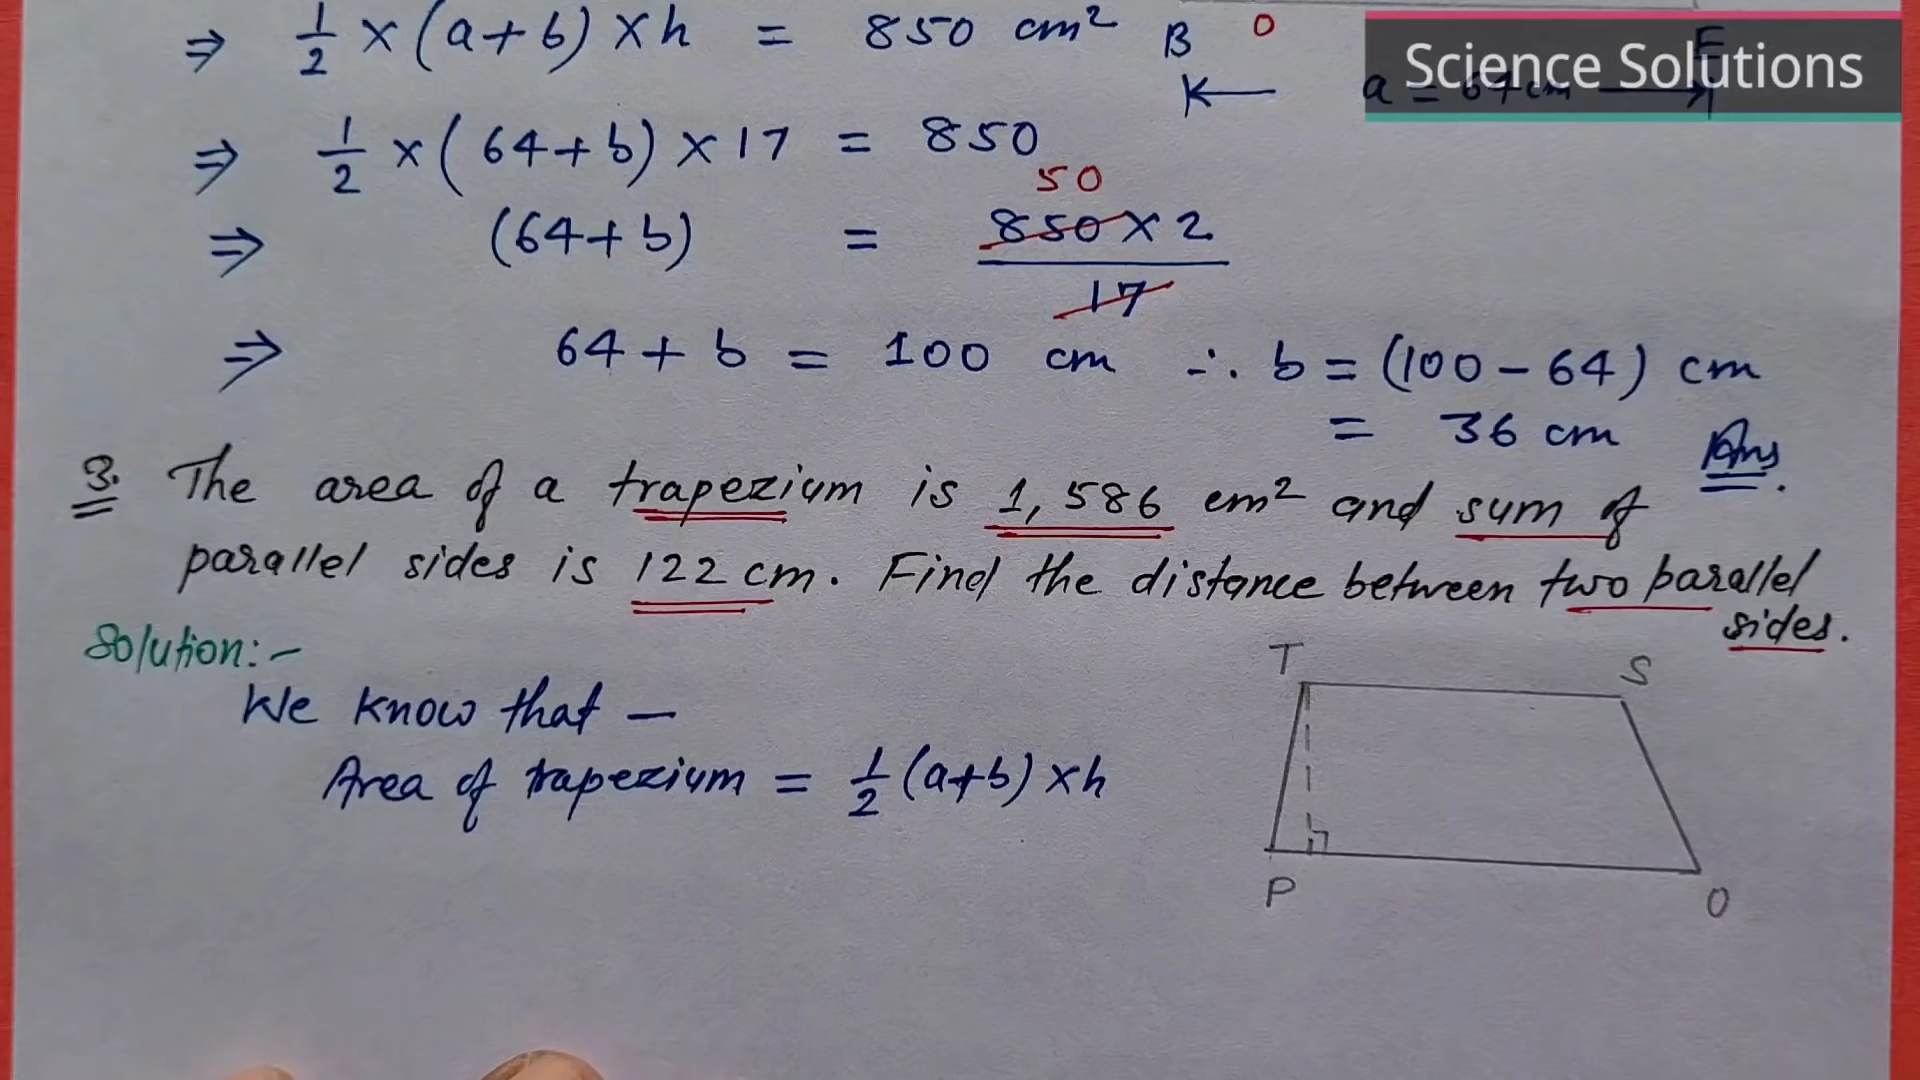 ⇒ 1/2 × (a + b) × h = 850 cm² B 0
Science Solutions
a = 64 cm
⇒ 1/2 × (64 + b) × 17 = 850
50
⇒ (64 + b) = 850 × 2
17
⇒ 64 + b = 100 cm ∴ b = (100 – 64) cm
= 36 cm Ans.
3. The area of a trapezium is 1,586 cm² and sum of
parallel sides is 122 cm. Find the distance between two parallel
sides.
Solution:-
T S
We know that –
Area of trapezium = 1/2 (a+b) × h
P O